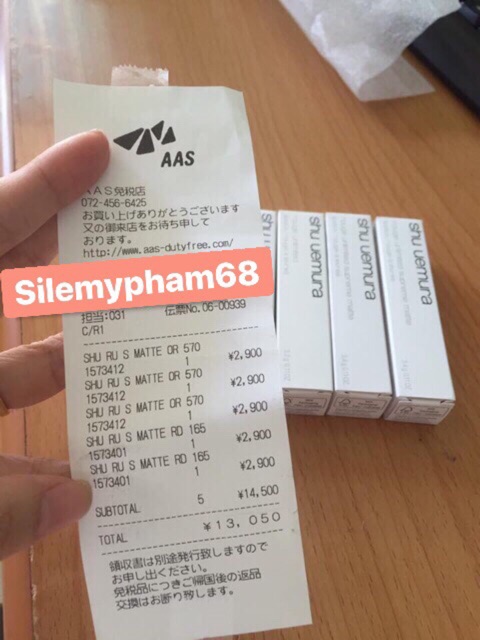 AAS
AAS免税店
072-456-6425
お買い上げありがとうございます
又の御来店をお待ち申して
おります。
http://www.aas-dutyfree.com/
Silemypham68
担当:031 伝票No.06-00939
C/R1
SHU RU S MATTE OR 570
1573412 1 ¥2,900
SHU RU S MATTE OR 570
1573412 1 ¥2,900
SHU RU S MATTE OR 570
1573412 1 ¥2,900
SHU RU S MATTE RD 165
1573401 1 ¥2,900
SHU RU S MATTE RD 165
1573401 1 ¥2,900
SUBTOTAL 5 ¥14,500
TOTAL ¥13,050
領収書は別途発行致しますので
お申し出ください。
免税品につきご帰国後の返品
交換はお断り致します。
shu uemura
shu uemura
shu uemura